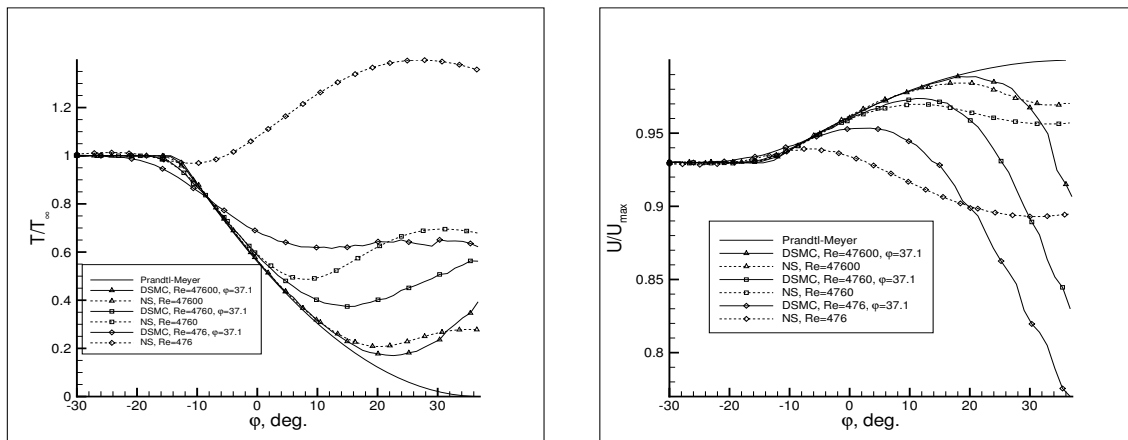 T/T∞
1.2
1
0.8
0.6
0.4
0.2
0
Prandtl-Meyer
DSMC, Re=47600, φ=37.1
NS, Re=47600
DSMC, Re=4760, φ=37.1
NS, Re=4760
DSMC, Re=476, φ=37.1
NS, Re=476
-30 -20 -10 0 10 20 30
φ, deg.
U/Umax
0.95
0.9
0.85
0.8
Prandtl-Meyer
DSMC, Re=47600, φ=37.1
NS, Re=47600
DSMC, Re=4760, φ=37.1
NS, Re=4760
DSMC, Re=476, φ=37.1
NS, Re=476
-30 -20 -10 0 10 20 30
φ, deg.